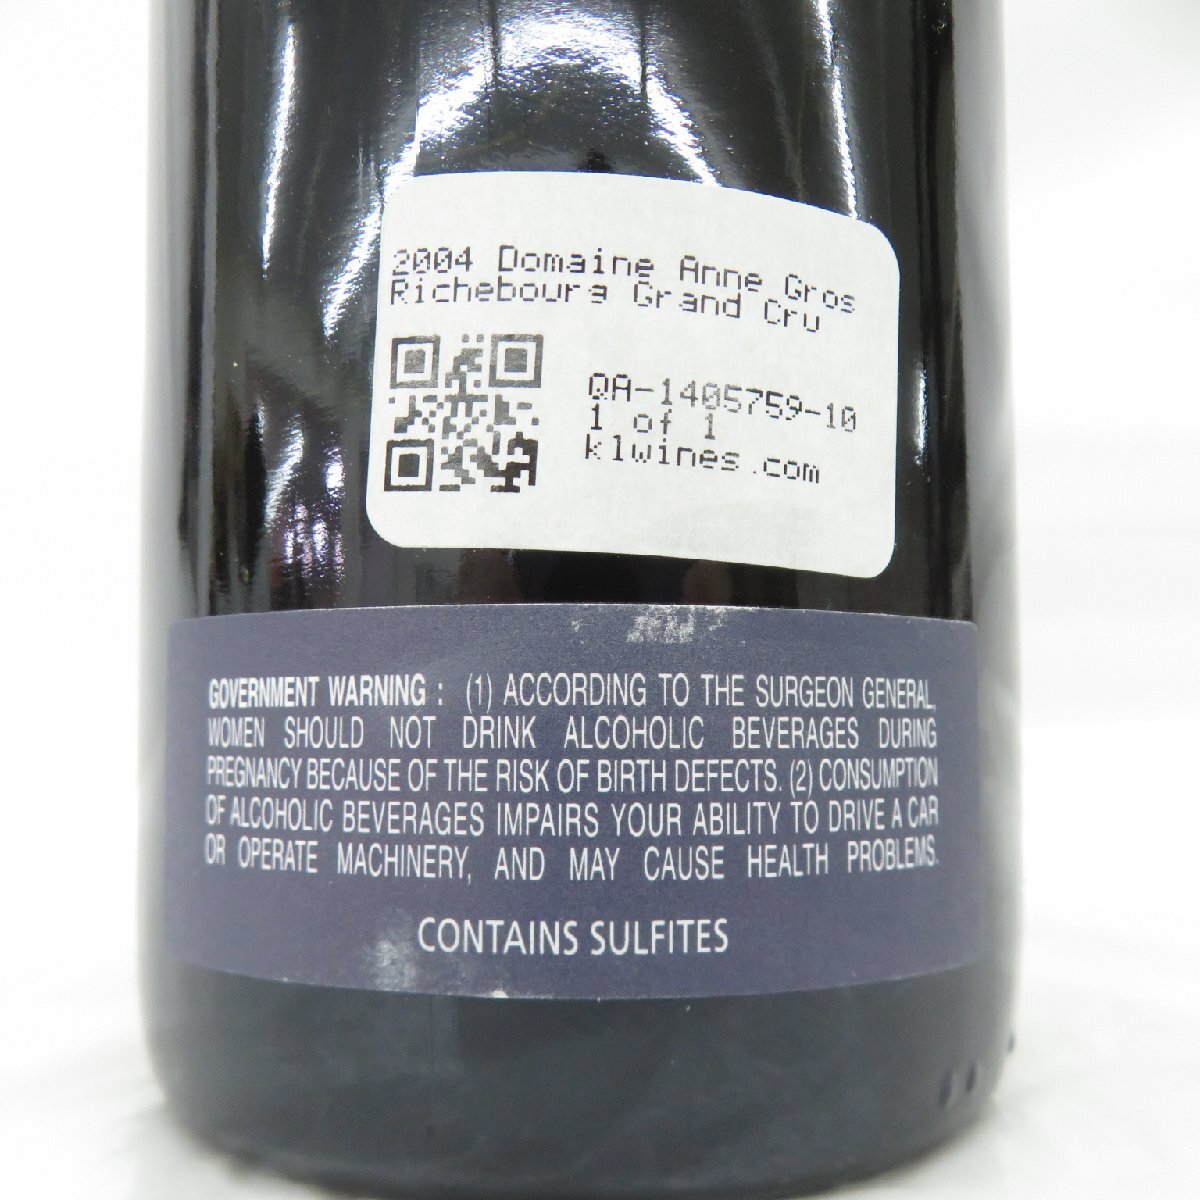 2004 Domaine Anne Gros
Richebourg Grand Cru
QA-1405759-10
1 of 1
klwines.com
GOVERNMENT WARNING : (1) ACCORDING TO THE SURGEON GENERAL,
WOMEN SHOULD NOT DRINK ALCOHOLIC BEVERAGES DURING
PREGNANCY BECAUSE OF THE RISK OF BIRTH DEFECTS. (2) CONSUMPTION
OF ALCOHOLIC BEVERAGES IMPAIRS YOUR ABILITY TO DRIVE A CAR
OR OPERATE MACHINERY, AND MAY CAUSE HEALTH PROBLEMS.
CONTAINS SULFITES